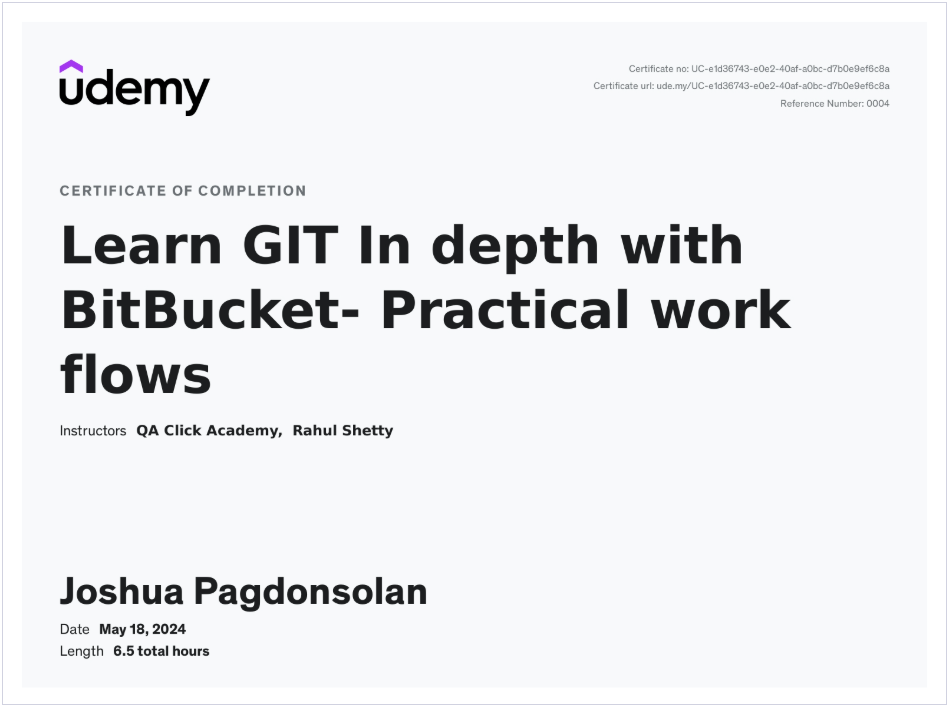 udemy
Certificate no: UC-e1d36743-e0e2-40af-a0bc-d7b0e9ef6c8a
Certificate url: ude.my/UC-e1d36743-e0e2-40af-a0bc-d7b0e9ef6c8a
Reference Number: 0004
CERTIFICATE OF COMPLETION
Learn GIT In depth with
BitBucket- Practical work
flows
Instructors QA Click Academy, Rahul Shetty
Joshua Pagdonsolan
Date May 18, 2024
Length 6.5 total hours